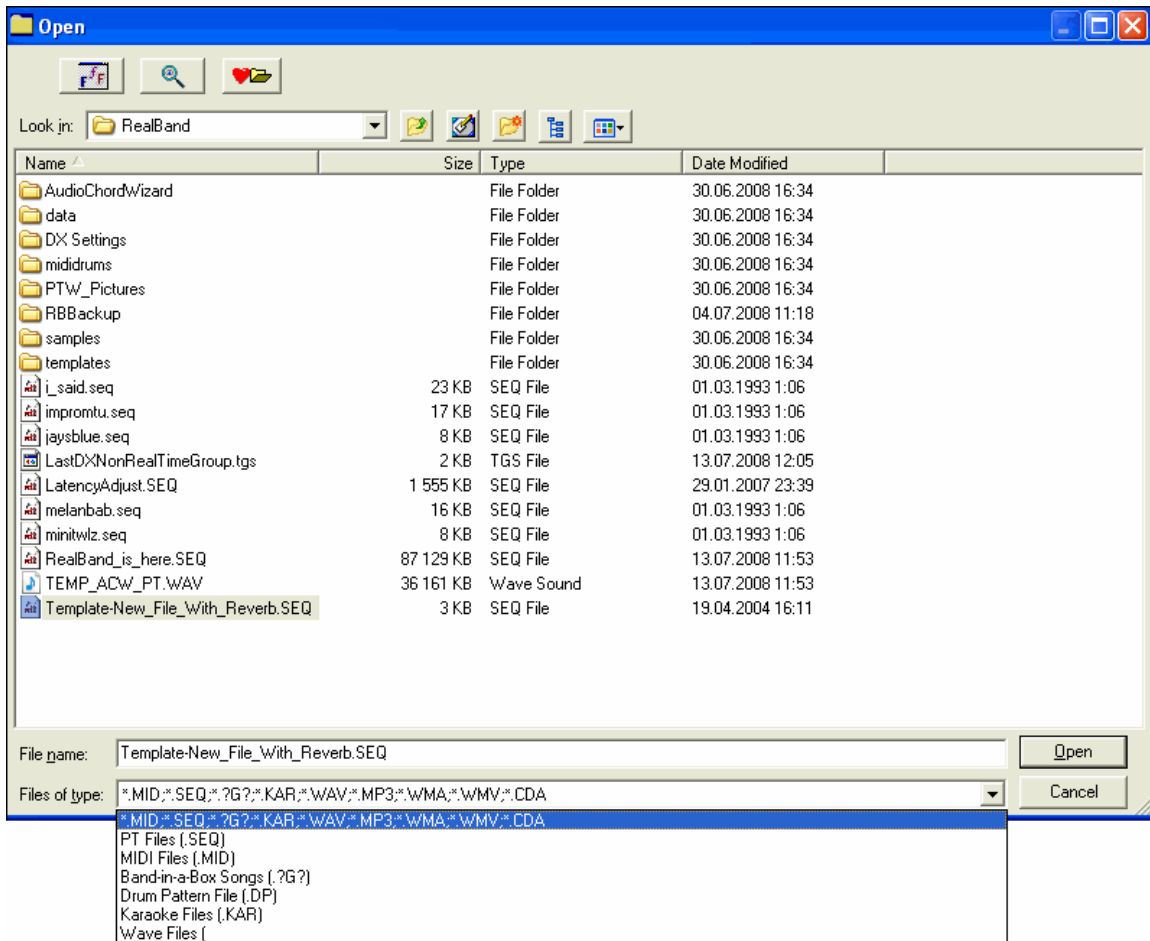 Open
F f F
Look in: RealBand
Name Size Type Date Modified
AudioChordWizard File Folder 30.06.2008 16:34
data File Folder 30.06.2008 16:34
DX Settings File Folder 30.06.2008 16:34
mididrums File Folder 30.06.2008 16:34
PTW_Pictures File Folder 30.06.2008 16:34
RBBackup File Folder 04.07.2008 11:18
samples File Folder 30.06.2008 16:34
templates File Folder 30.06.2008 16:34
i_said.seq 23 KB SEQ File 01.03.1993 1:06
impromtu.seq 17 KB SEQ File 01.03.1993 1:06
jaysblue.seq 8 KB SEQ File 01.03.1993 1:06
LastDXNonRealTimeGroup.tgs 2 KB TGS File 13.07.2008 12:05
LatencyAdjust.SEQ 1 555 KB SEQ File 29.01.2007 23:39
melanbab.seq 16 KB SEQ File 01.03.1993 1:06
minitwlz.seq 8 KB SEQ File 01.03.1993 1:06
RealBand_is_here.SEQ 87 129 KB SEQ File 13.07.2008 11:53
TEMP_ACW_PT.WAV 36 161 KB Wave Sound 13.07.2008 11:53
Template-New_File_With_Reverb.SEQ 3 KB SEQ File 19.04.2004 16:11
File name: Template-New_File_With_Reverb.SEQ Open
Files of type: *.MID;*.SEQ;*.?G?;*.KAR;*.WAV;*.MP3;*.WMA;*.WMV;*.CDA Cancel
*.MID;*.SEQ;*.?G?;*.KAR;*.WAV;*.MP3;*.WMA;*.WMV;*.CDA
PT Files (.SEQ)
MIDI Files (.MID)
Band-in-a-Box Songs (.?G?)
Drum Pattern File (.DP)
Karaoke Files (.KAR)
Wave Files (